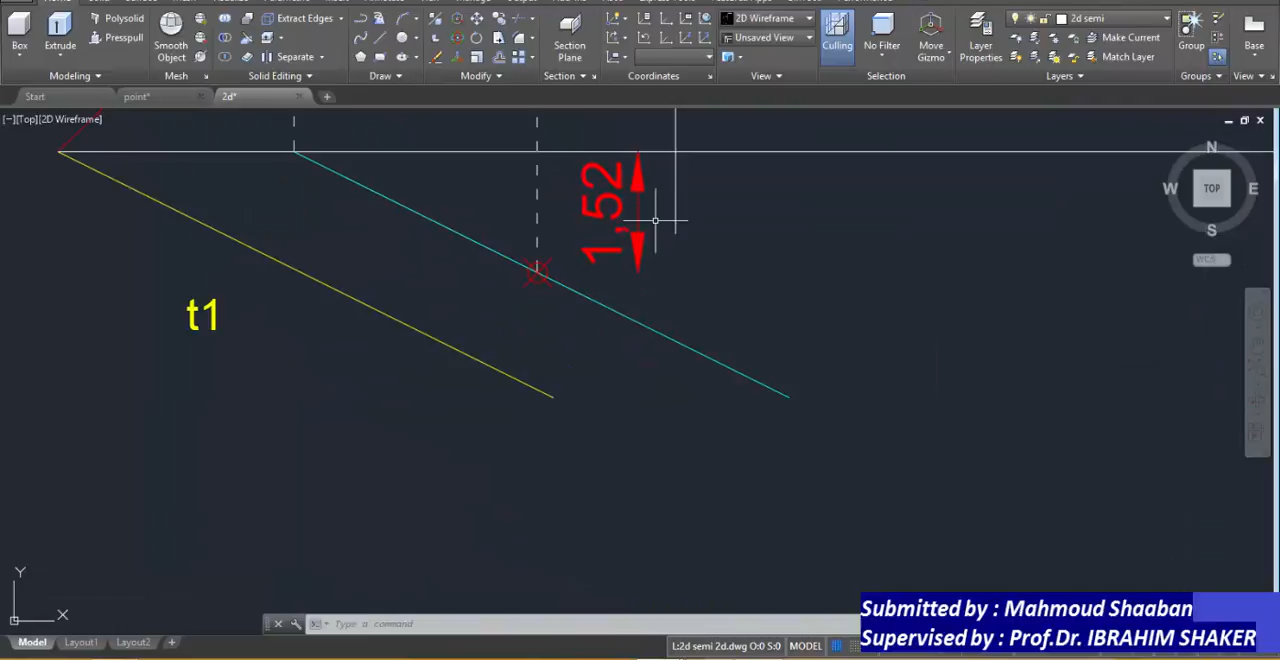 Polysolid
Extrude Edges
2D Wireframe
2d semi
Presspull
Unsaved View
Make Current
Box
Extrude
Smooth Object
Separate
Section Plane
Culling
No Filter
Move Gizmo
Layer Properties
Match Layer
Group
Base
Modeling
Mesh
Solid Editing
Draw
Modify
Section
Coordinates
View
Selection
Layers
Groups
View
Start
point*
2d*
[−][Top][2D Wireframe]
N
W
TOP
E
S
WCS
1,52
t1
Y
X
Type a command
Submitted by : Mahmoud Shaaban
Supervised by : Prof.Dr. IBRAHIM SHAKER
Model
Layout1
Layout2
L:2d semi 2d.dwg O:0 S:0
MODEL